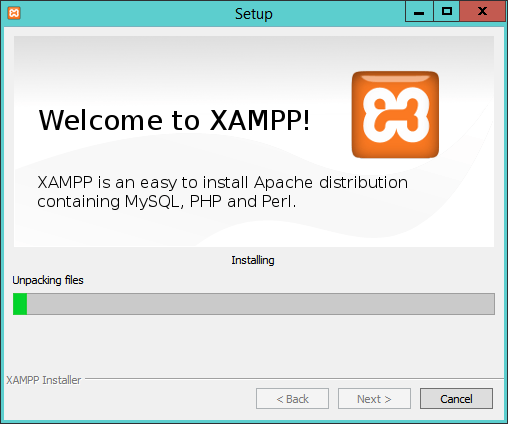 Setup
Welcome to XAMPP!
XAMPP is an easy to install Apache distribution
containing MySQL, PHP and Perl.
Installing
Unpacking files
XAMPP Installer
< Back
Next >
Cancel